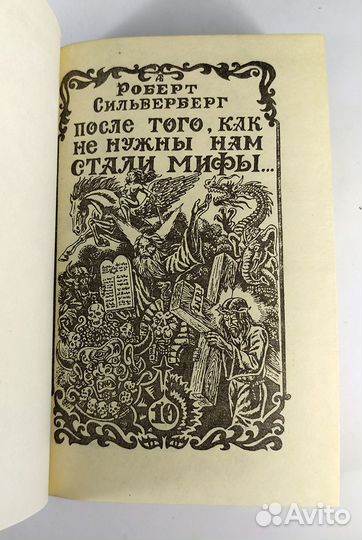 Роберт
Сильверберг
после того, как
не нужны нам
стали мифы...
10
Avito